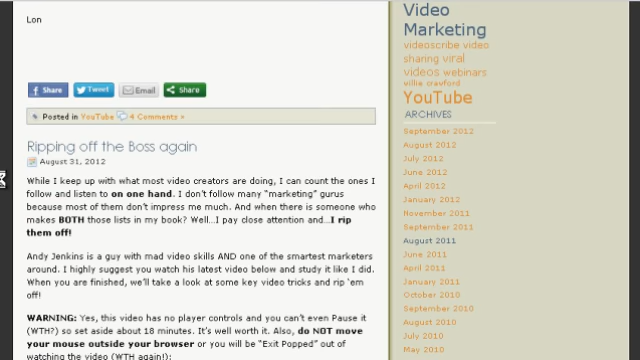 Lon
Share
Tweet
Email
Share
Posted in YouTube 4 Comments »
Ripping off the Boss again
August 31, 2012
While I keep up with what most video creators are doing, I can count the ones I
follow and listen to on one hand. I don't follow many "marketing" gurus
because most of them don't impress me much. And when there is someone who
makes BOTH those lists in my book? Well...I pay close attention and...I rip
them off!
Andy Jenkins is a guy with mad video skills AND one of the smartest marketers
around. I highly suggest you watch his latest video below and study it like I did.
When you are finished, we'll take a look at some key video tricks and rip 'em
off!
WARNING: Yes, this video has no player controls and you can't even Pause it
(WTH?) so set aside about 18 minutes. It's well worth it. Also, do NOT move
your mouse outside your browser or you will be "Exit Popped" out of
watching the video (WTH again!):
Video
Marketing
videoscribe video
sharing viral
videos webinars
willie crawford
YouTube
ARCHIVES
September 2012
August 2012
July 2012
June 2012
April 2012
January 2012
November 2011
September 2011
August 2011
June 2011
April 2011
January 2011
October 2010
September 2010
August 2010
July 2010
May 2010